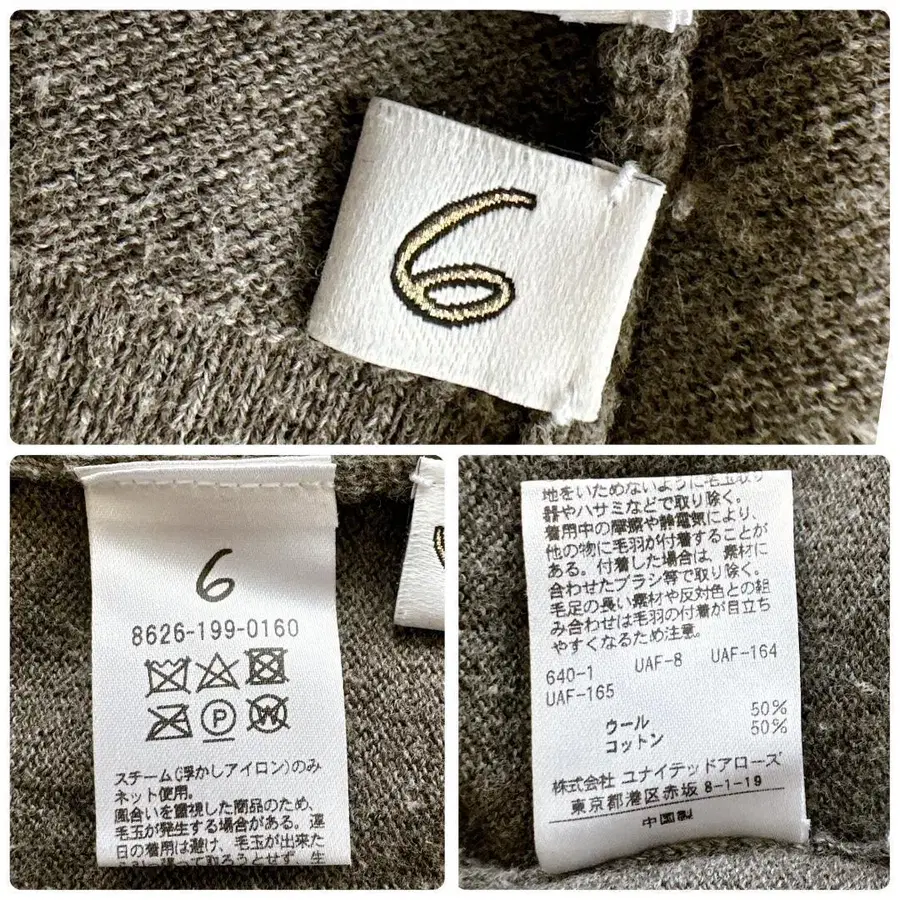 6
6
8626-199-0160
P
W
スチーム(浮かしアイロン)のみ
ネット使用。
風合いを重視した商品のため、
毛玉が発生する場合がある。連
日の着用は避け、毛玉が出来た
地をいためないように毛玉取り
器やハサミなどで取り除く。
着用中の摩擦や静電気により、
他の物に毛羽が付着することが
ある。付着した場合は、素材に
合わせたブラシ等で取り除く。
毛足の長い素材や反対色との組
み合わせは毛羽の付着が目立ち
やすくなるため注意。
640-1 UAF-8 UAF-164
UAF-165
ウール 50%
コットン 50%
株式会社 ユナイテッドアローズ
東京都港区赤坂 8-1-19
中国製